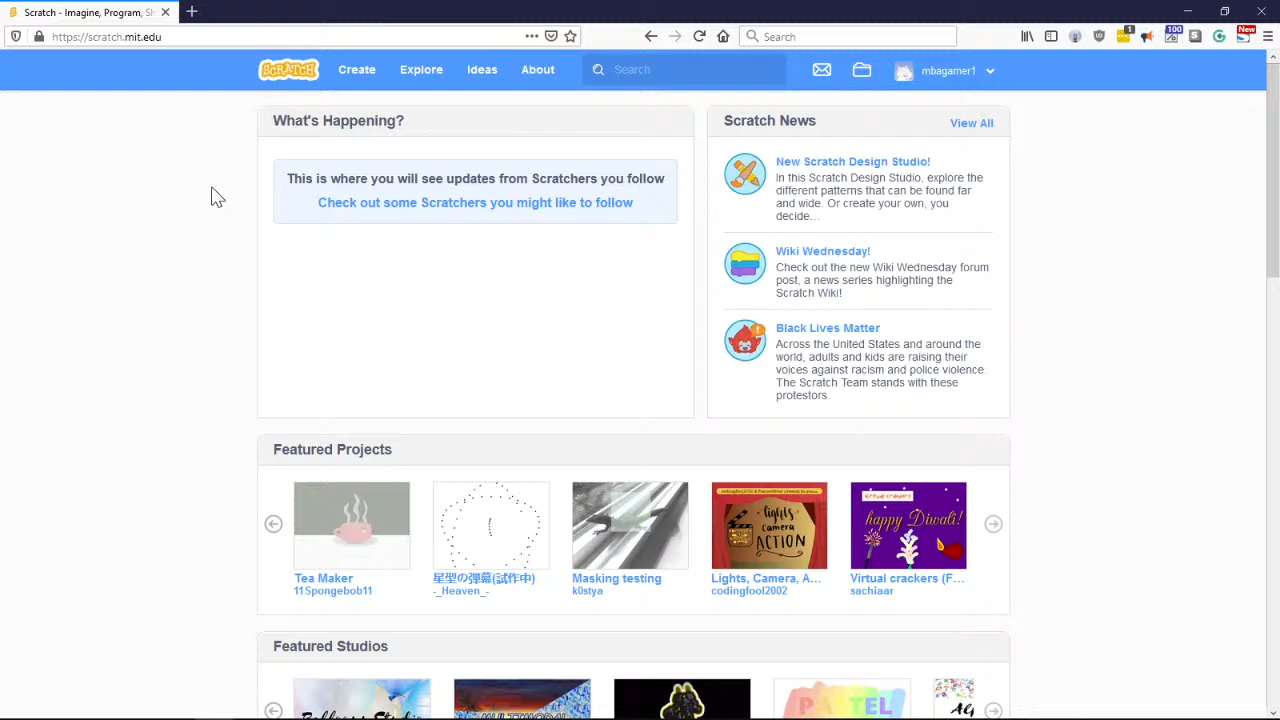 Scratch - Imagine, Program, Sh
https://scratch.mit.edu
Search
1
100
New
SCRATCH
Create
Explore
Ideas
About
Search
mbagamer1
What's Happening?
This is where you will see updates from Scratchers you follow
Check out some Scratchers you might like to follow
Scratch News
View All
New Scratch Design Studio!
In this Scratch Design Studio, explore the
different patterns that can be found far
and wide. Or create your own, you
decide...
Wiki Wednesday!
Check out the new Wiki Wednesday forum
post, a news series highlighting the
Scratch Wiki!
Black Lives Matter
Across the United States and around the
world, adults and kids are raising their
voices against racism and police violence.
The Scratch Team stands with these
protestors.
Featured Projects
lights
camera
ACTION
happy Diwali!
Tea Maker
11Spongebob11
星型の弾幕(試作中)
-_Heaven_-
Masking testing
k0stya
Lights, Camera, A...
codingfool2002
Virtual crackers (F...
sachiaar
Featured Studios
PASTEL